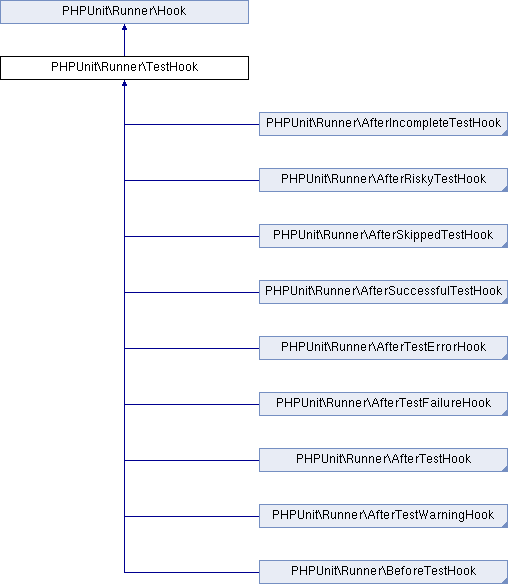 PHPUnit\Runner\Hook
PHPUnit\Runner\TestHook
PHPUnit\Runner\AfterIncompleteTestHook
PHPUnit\Runner\AfterRiskyTestHook
PHPUnit\Runner\AfterSkippedTestHook
PHPUnit\Runner\AfterSuccessfulTestHook
PHPUnit\Runner\AfterTestErrorHook
PHPUnit\Runner\AfterTestFailureHook
PHPUnit\Runner\AfterTestHook
PHPUnit\Runner\AfterTestWarningHook
PHPUnit\Runner\BeforeTestHook